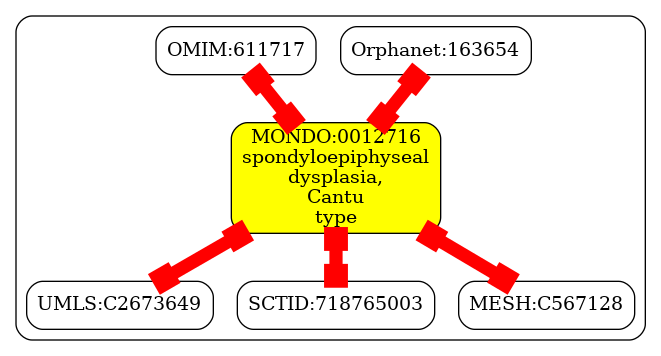 OMIM:611717
Orphanet:163654
MONDO:0012716
spondyloepiphyseal
dysplasia,
Cantu
type
UMLS:C2673649
SCTID:718765003
MESH:C567128